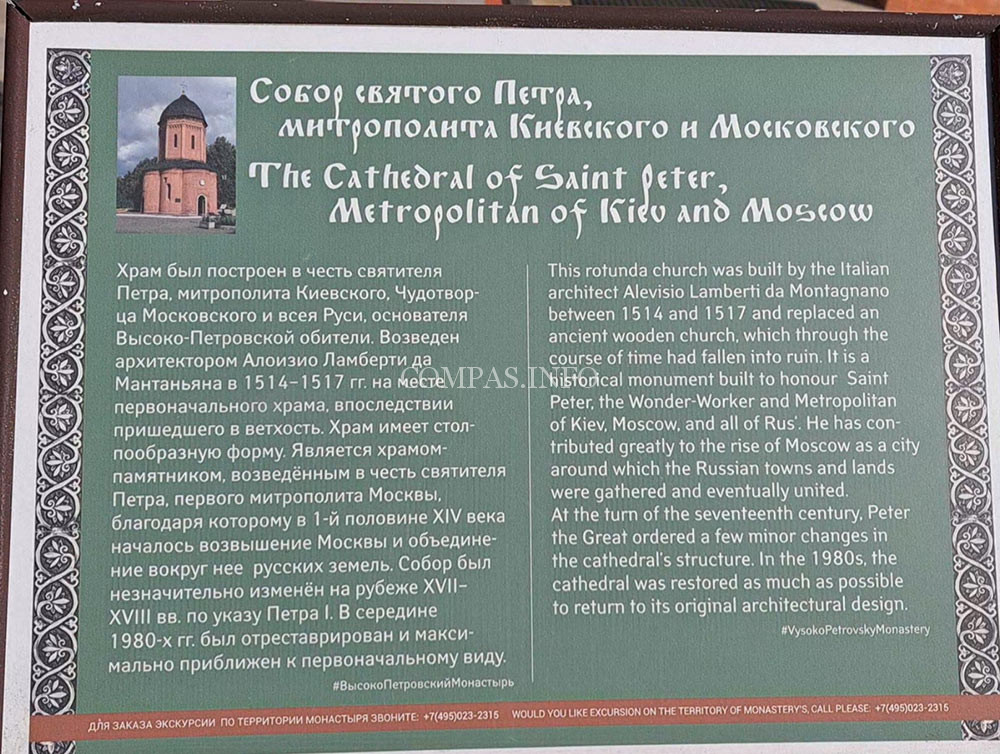 Собор святого Петра,
митрополита Киевского и Московского
The Cathedral of Saint Peter,
Metropolitan of Kiev and Moscow
Храм был построен в честь святителя
Петра, митрополита Киевского, Чудотвор-
ца Московского и всея Руси, основателя
Высоко-Петровской обители. Возведен
архитектором Алоизио Ламберти да
Мантаньяна в 1514–1517 гг. на месте
первоначального храма, впоследствии
пришедшего в ветхость. Храм имеет стол-
пообразную форму. Является храмом-
памятником, возведённым в честь святителя
Петра, первого митрополита Москвы,
благодаря которому в 1-й половине XIV века
началось возвышение Москвы и объедине-
ние вокруг нее русских земель. Собор был
незначительно изменён на рубеже XVII–
XVIII вв. по указу Петра I. В середине
1980-х гг. был отреставрирован и макси-
мально приближен к первоначальному виду.
#ВысокоПетровскийМонастырь
This rotunda church was built by the Italian
architect Alevisio Lamberti da Montagnano
between 1514 and 1517 and replaced an
ancient wooden church, which through the
course of time had fallen into ruin. It is a
historical monument built to honour Saint
Peter, the Wonder-Worker and Metropolitan
of Kiev, Moscow, and all of Rus'. He has con-
tributed greatly to the rise of Moscow as a city
around which the Russian towns and lands
were gathered and eventually united.
At the turn of the seventeenth century, Peter
the Great ordered a few minor changes in
the cathedral's structure. In the 1980s, the
cathedral was restored as much as possible
to return to its original architectural design.
#VysokoPetrovskyMonastery
COMPAS.INFO
ДЛЯ ЗАКАЗА ЭКСКУРСИИ ПО ТЕРРИТОРИИ МОНАСТЫРЯ ЗВОНИТЕ: +7(495)023-2315 WOULD YOU LIKE EXCURSION ON THE TERRITORY OF MONASTERY'S, CALL PLEASE: +7(495)023-2315